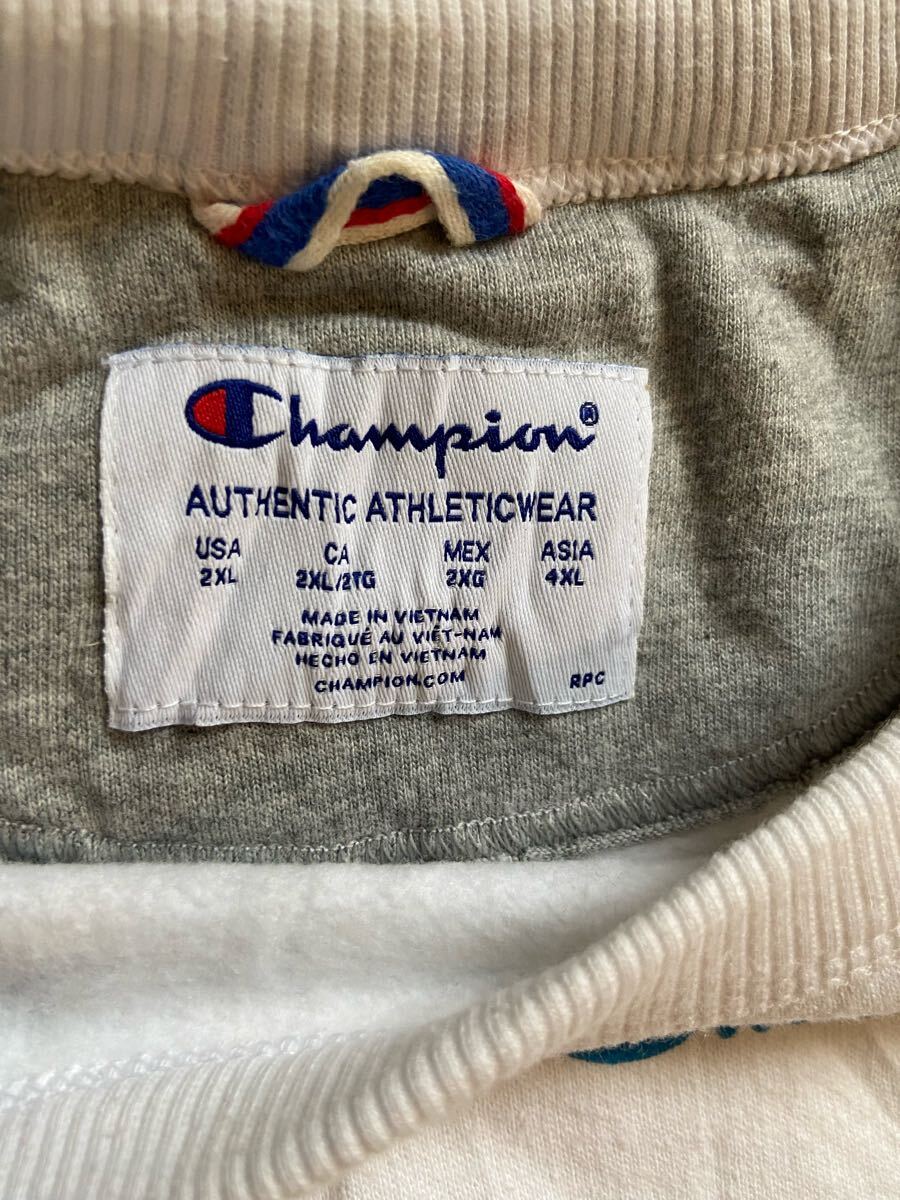 Champion®
AUTHENTIC ATHLETICWEAR
USA CA MEX ASIA
2XL 2XL/2TG 2XG 4XL
MADE IN VIETNAM
FABRIQUÉ AU VIÊT-NAM
HECHO EN VIETNAM
CHAMPION.COM RPC